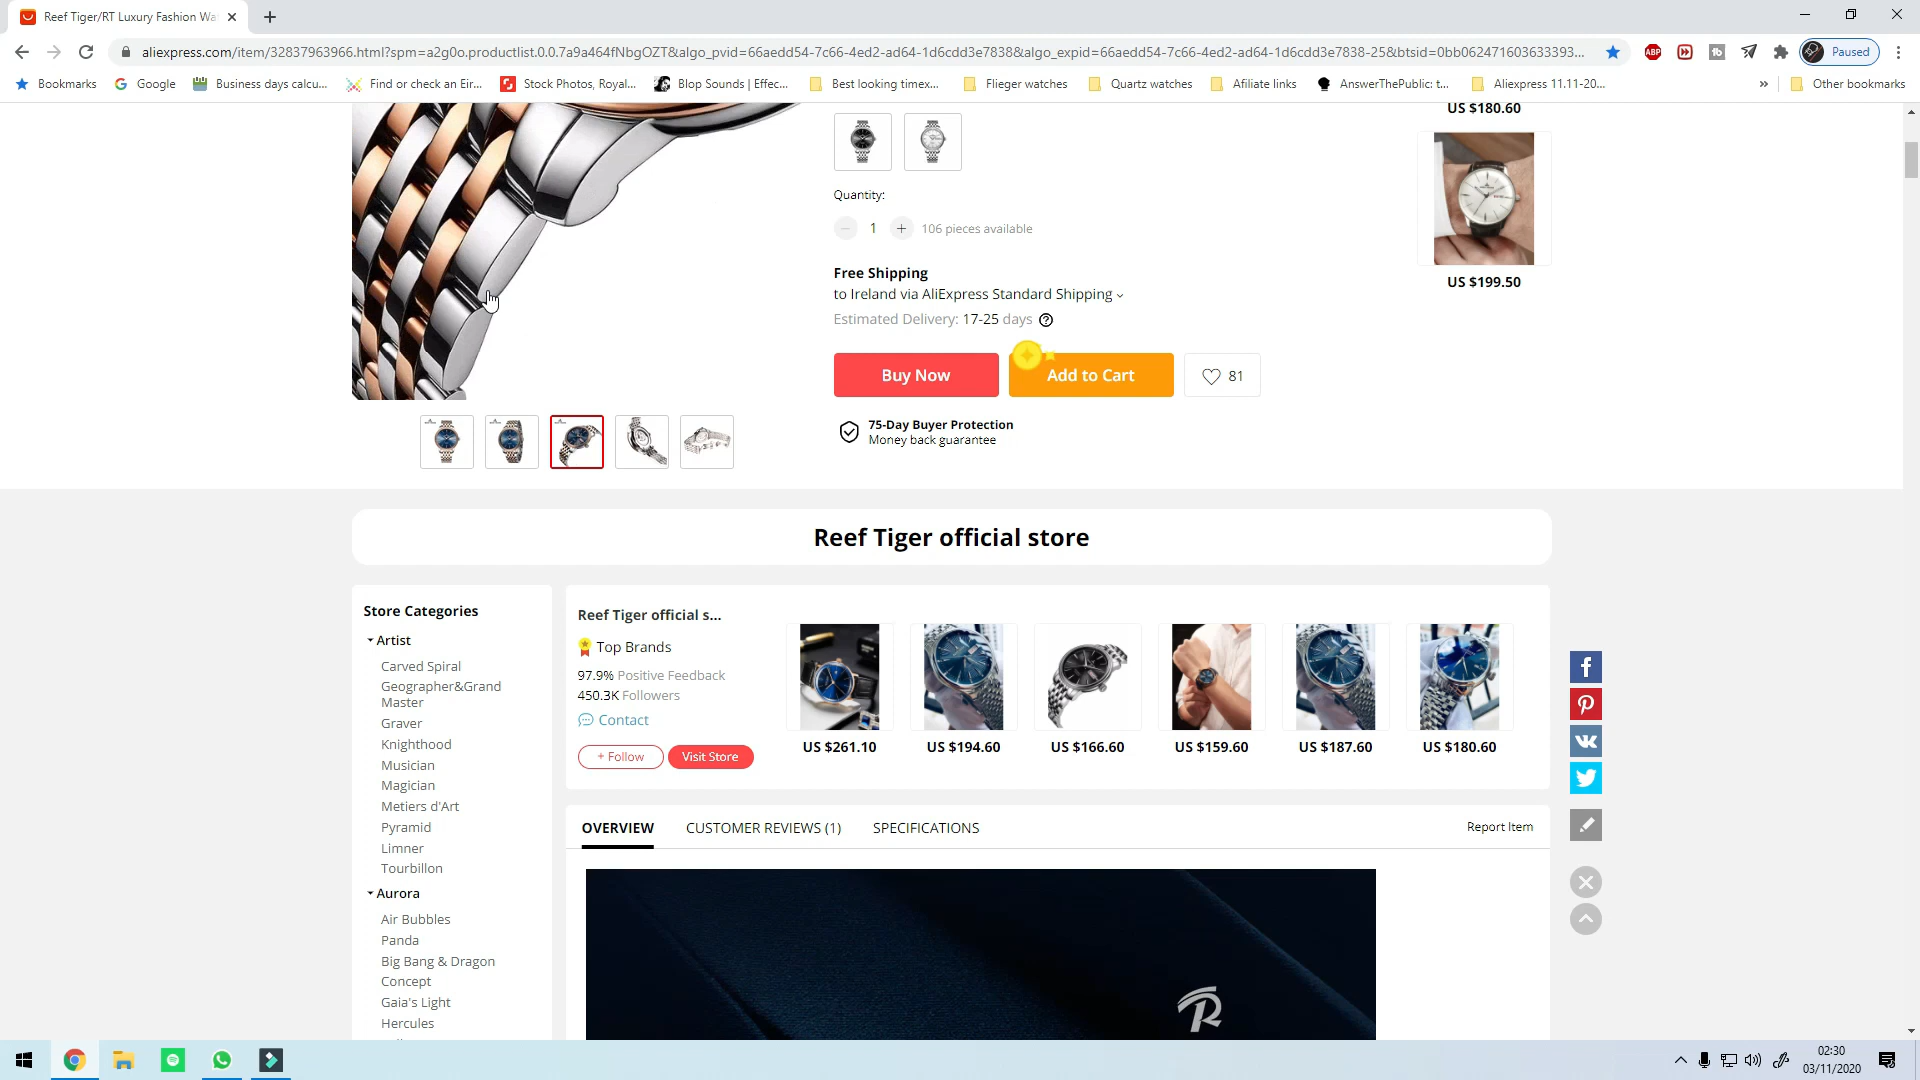 Reef Tiger/RT Luxury Fashion Wa
aliexpress.com/item/32837963966.html?spm=a2g0o.productlist.0.0.7a9a464fNbgOZT&algo_pvid=66aedd54-7c66-4ed2-ad64-1d6cdd3e7838&algo_expid=66aedd54-7c66-4ed2-ad64-1d6cdd3e7838-25&btsid=0bb062471603633393...
ABP
Paused
Bookmarks
Google
Business days calcu...
Find or check an Eir...
Stock Photos, Royal...
Blop Sounds | Effec...
Best looking timex...
Flieger watches
Quartz watches
Afiliate links
AnswerThePublic: t...
Aliexpress 11.11-20...
»
Other bookmarks
US $180.60
Quantity:
1
106 pieces available
US $199.50
Free Shipping
to Ireland via AliExpress Standard Shipping
Estimated Delivery: 17-25 days
Buy Now
Add to Cart
81
75-Day Buyer Protection
Money back guarantee
Reef Tiger official store
Store Categories
Artist
Carved Spiral
Geographer&Grand
Master
Graver
Knighthood
Musician
Magician
Metiers d'Art
Pyramid
Limner
Tourbillon
Aurora
Air Bubbles
Panda
Big Bang & Dragon
Concept
Gaia's Light
Hercules
Reef Tiger official s...
Top Brands
97.9% Positive Feedback
450.3K Followers
Contact
+ Follow
Visit Store
US $261.10
US $194.60
US $166.60
US $159.60
US $187.60
US $180.60
OVERVIEW
CUSTOMER REVIEWS (1)
SPECIFICATIONS
Report Item
02:30
03/11/2020